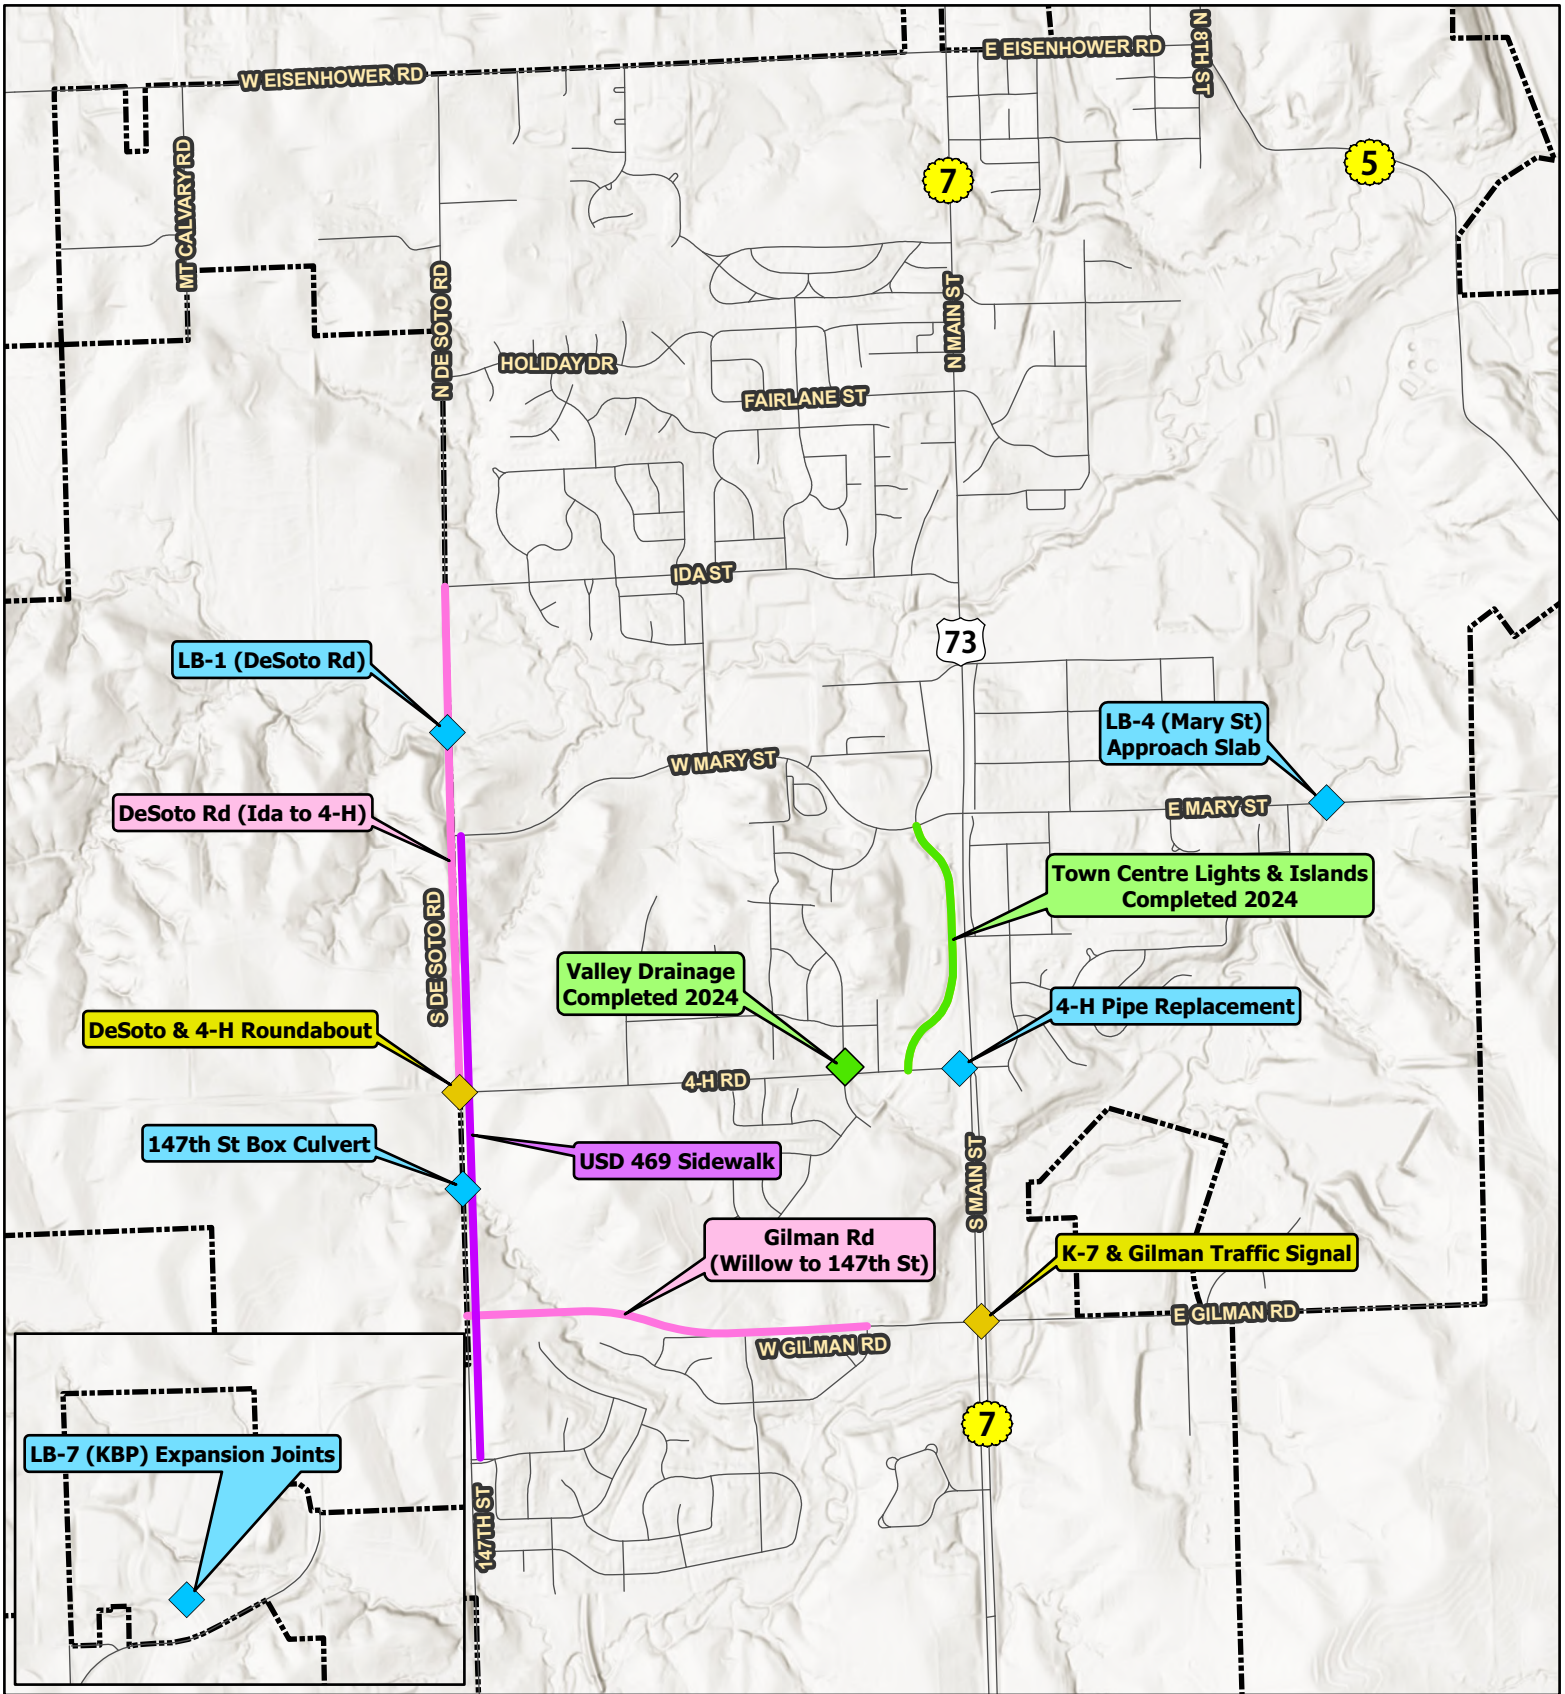 W EISENHOWER RD
E EISENHOWER RD
N 8TH ST
MT CALVARY RD
7
5
N DE SOTO RD
N MAIN ST
HOLIDAY DR
FAIRLANE ST
IDA ST
73
LB-1 (DeSoto Rd)
LB-4 (Mary St)
Approach Slab
W MARY ST
DeSoto Rd (Ida to 4-H)
E MARY ST
Town Centre Lights & Islands
Completed 2024
S DE SOTO RD
Valley Drainage
Completed 2024
4-H Pipe Replacement
DeSoto & 4-H Roundabout
4-H RD
147th St Box Culvert
USD 469 Sidewalk
S MAIN ST
Gilman Rd
(Willow to 147th St)
K-7 & Gilman Traffic Signal
E GILMAN RD
W GILMAN RD
7
LB-7 (KBP) Expansion Joints
147TH ST